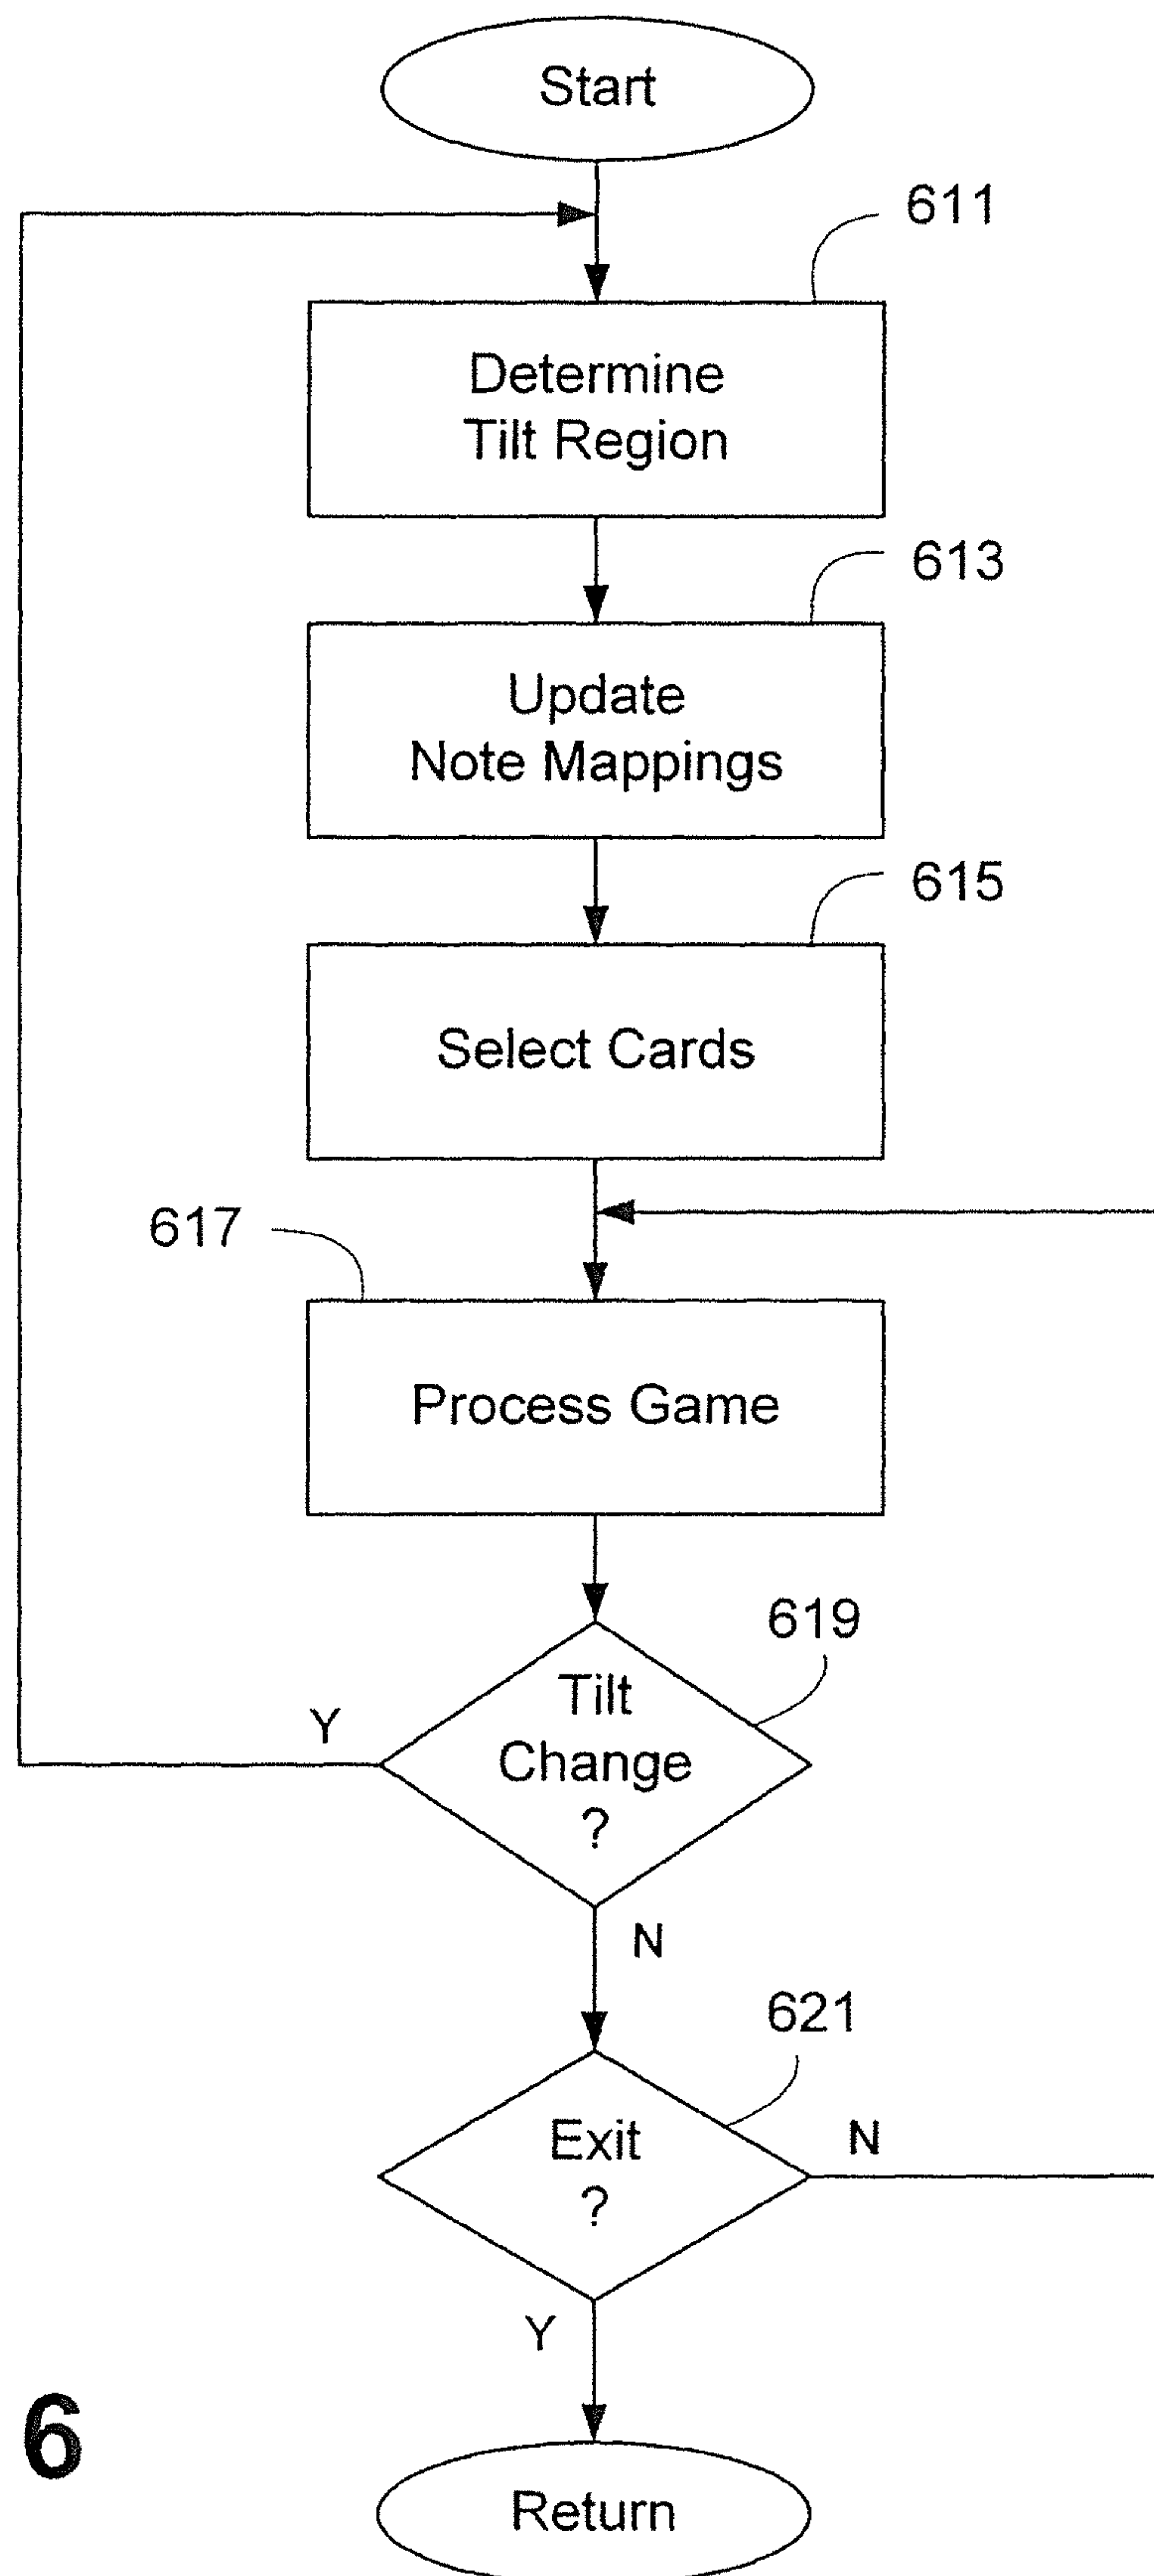 Start
611
Determine
Tilt Region
613
Update
Note Mappings
615
Select Cards
617
Process Game
619
Tilt
Change
?
Y
N
621
Exit
?
N
Y
6
Return